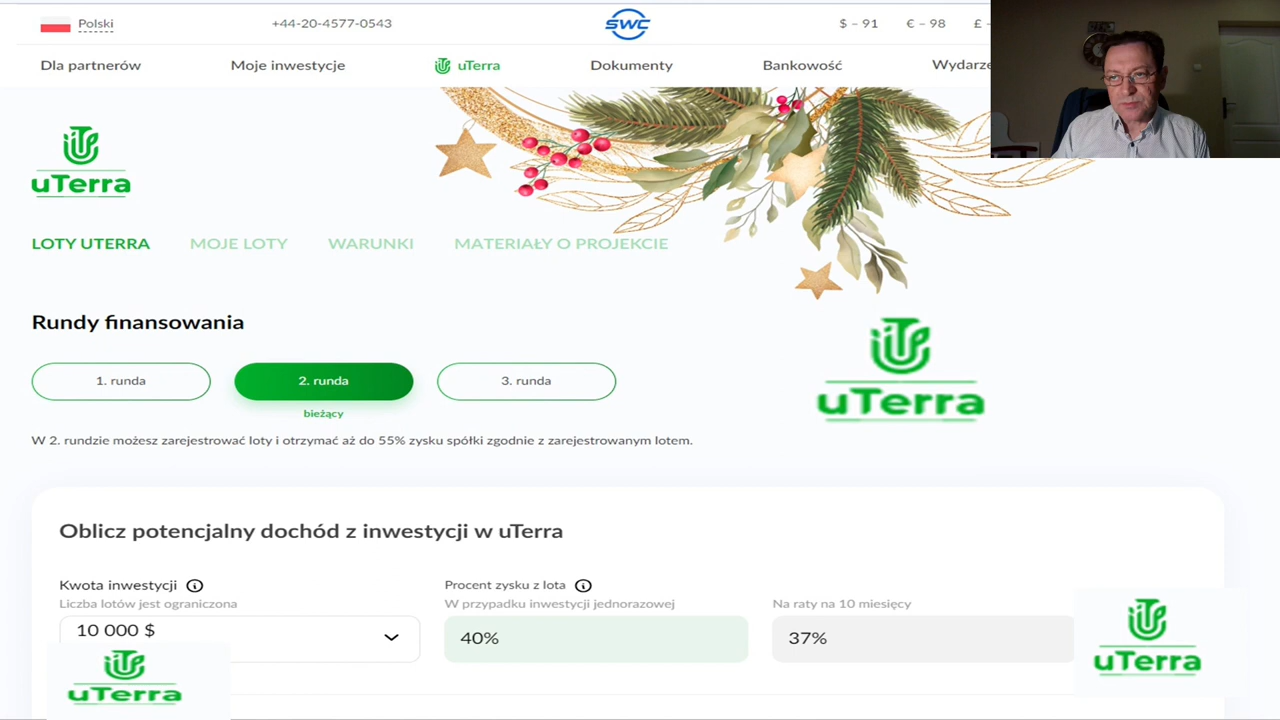 Polski
+44-20-4577-0543
SWC
$ – 91 € – 98 £ –
Dla partnerów Moje inwestycje uTerra Dokumenty Bankowość
uTerra
LOTY UTERRA MOJE LOTY WARUNKI MATERIAŁY O PROJEKCIE
Rundy finansowania
1. runda 2. runda 3. runda
bieżący
uTerra
W 2. rundzie możesz zarejestrować loty i otrzymać aż do 55% zysku spółki zgodnie z zarejestrowanym lotem.
Oblicz potencjalny dochód z inwestycji w uTerra
Kwota inwestycji Procent zysku z lota
Liczba lotów jest ograniczona W przypadku inwestycji jednorazowej Na raty na 10 miesięcy
10 000 $ 40% 37%
uTerra
uTerra